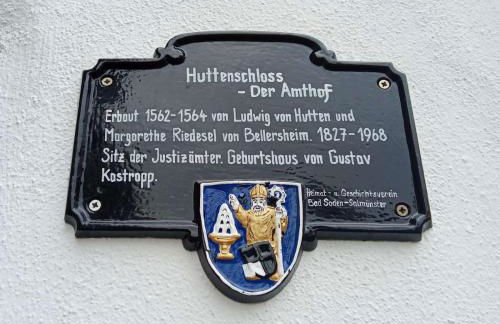 Huttenschloss
- Der Amthof
Erbaut 1562-1564 von Ludwig von Hutten und
Margarethe Riedesel von Bellersheim. 1827-1968
Sitz der Justizämter. Geburtshaus von Gustav
Kastropp.
Heimat- u. Geschichtsverein
Bad Soden-Salmünster